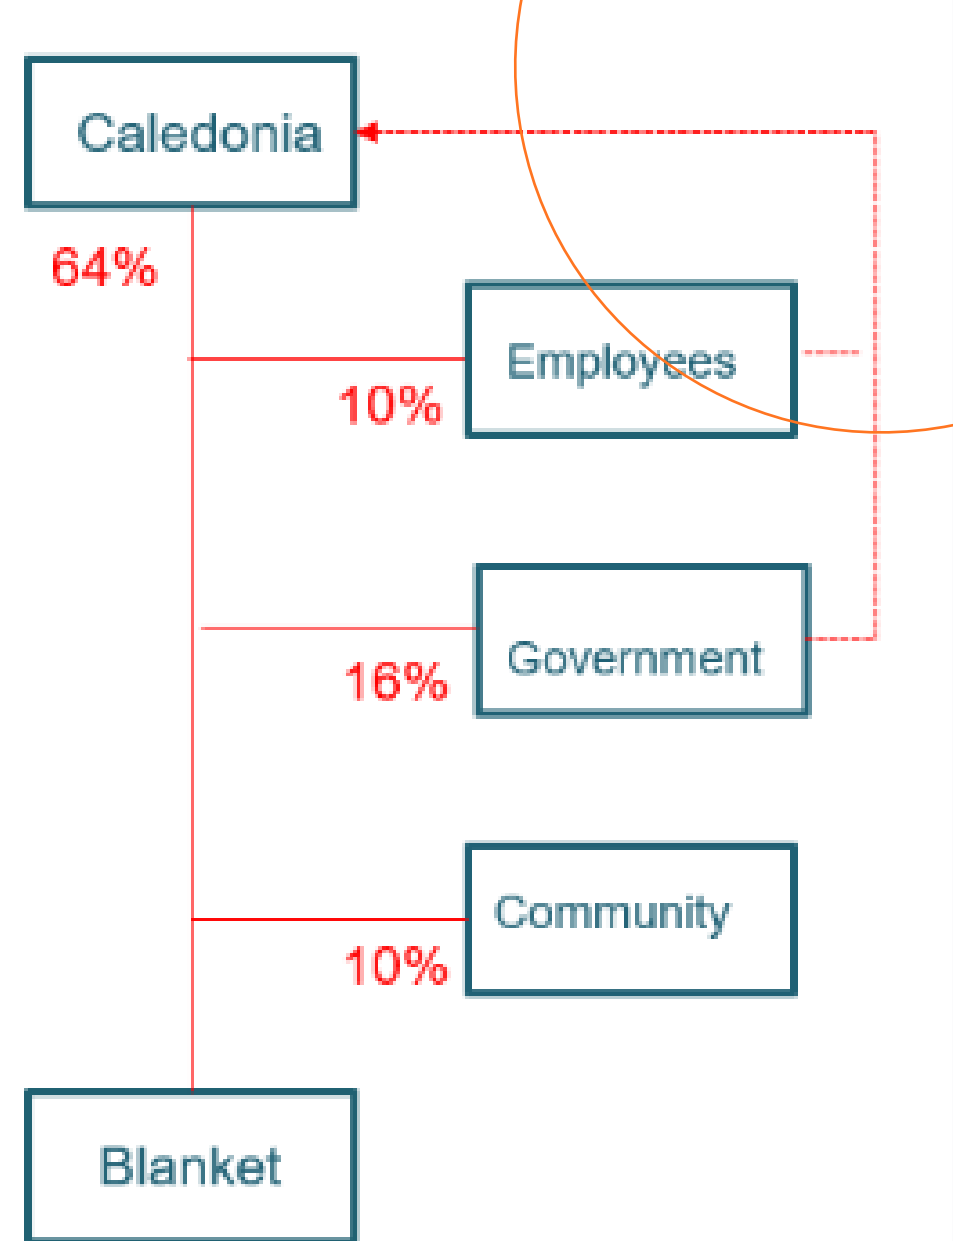 Caledonia
64%
Employees
10%
Government
16%
Community
10%
Blanket